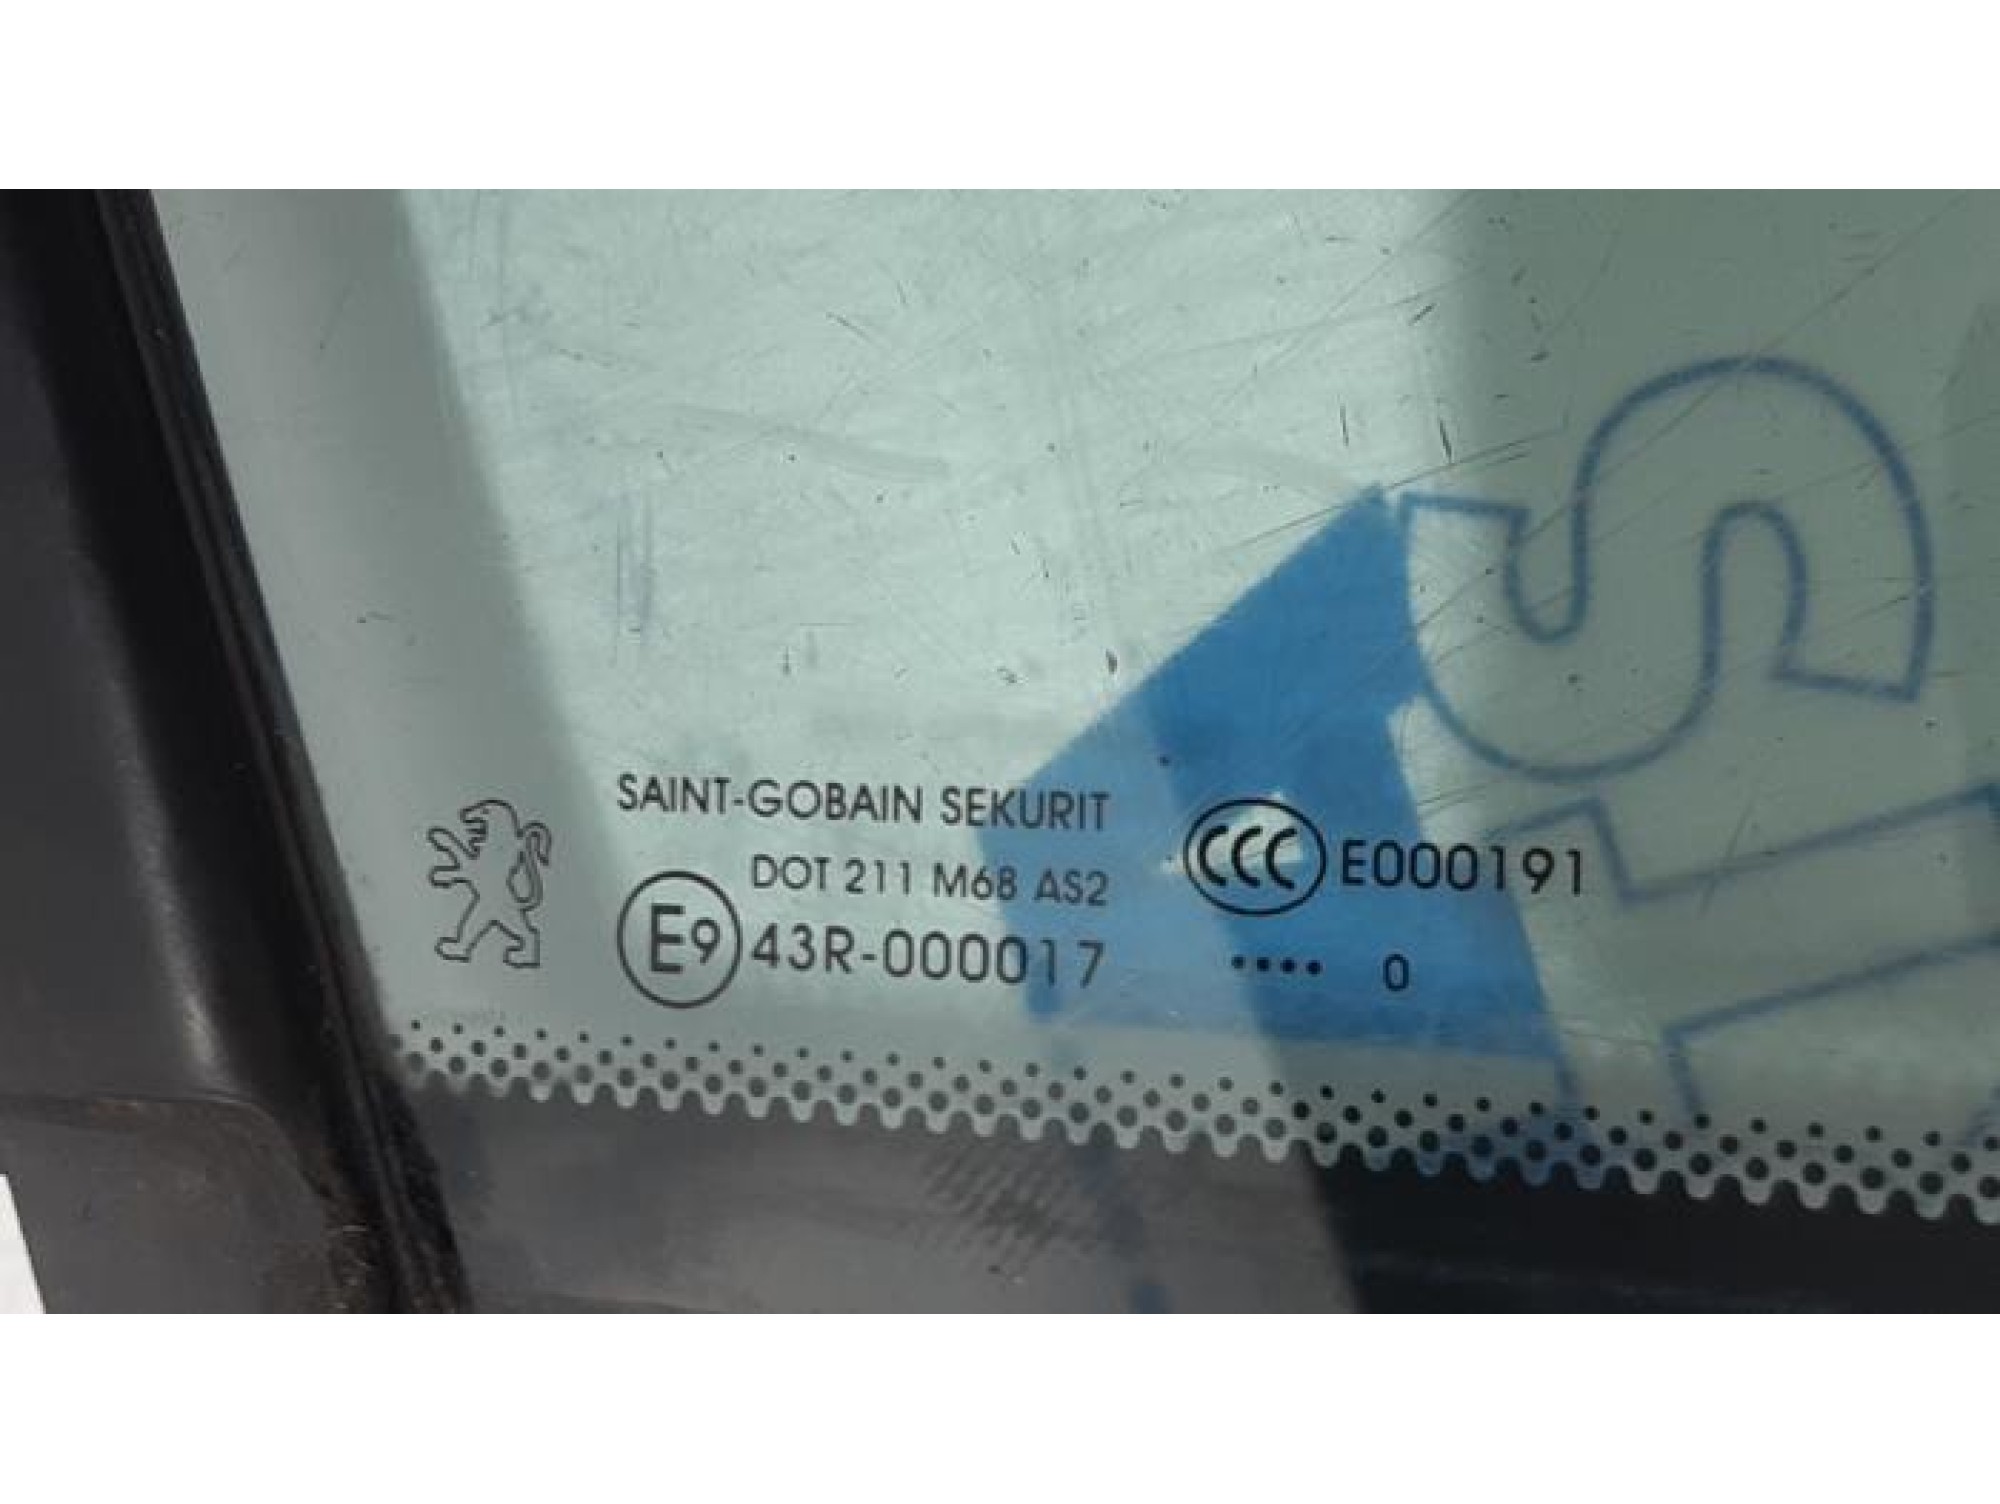 SAINT-GOBAIN SEKURIT
DOT 211 M68 AS2
E9 43R-000017
CCC E000191
.... 0